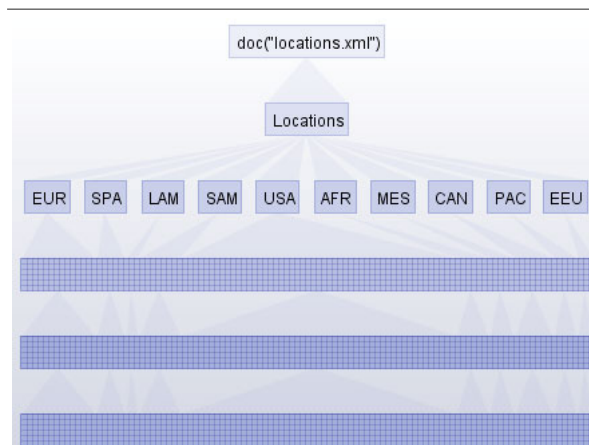 doc("locations.xml")
Locations
EUR SPA LAM SAM USA AFR MES CAN PAC EEU